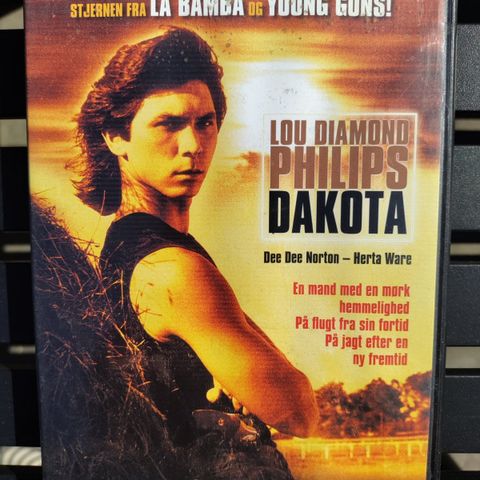 STJERNEN FRA LA BAMBA OG YOUNG GUNS!
LOU DIAMOND
PHILIPS
DAKOTA
Dee Dee Norton – Herta Ware
En mand med en mørk
hemmelighed
På flugt fra sin fortid
På jagt efter en
ny fremtid